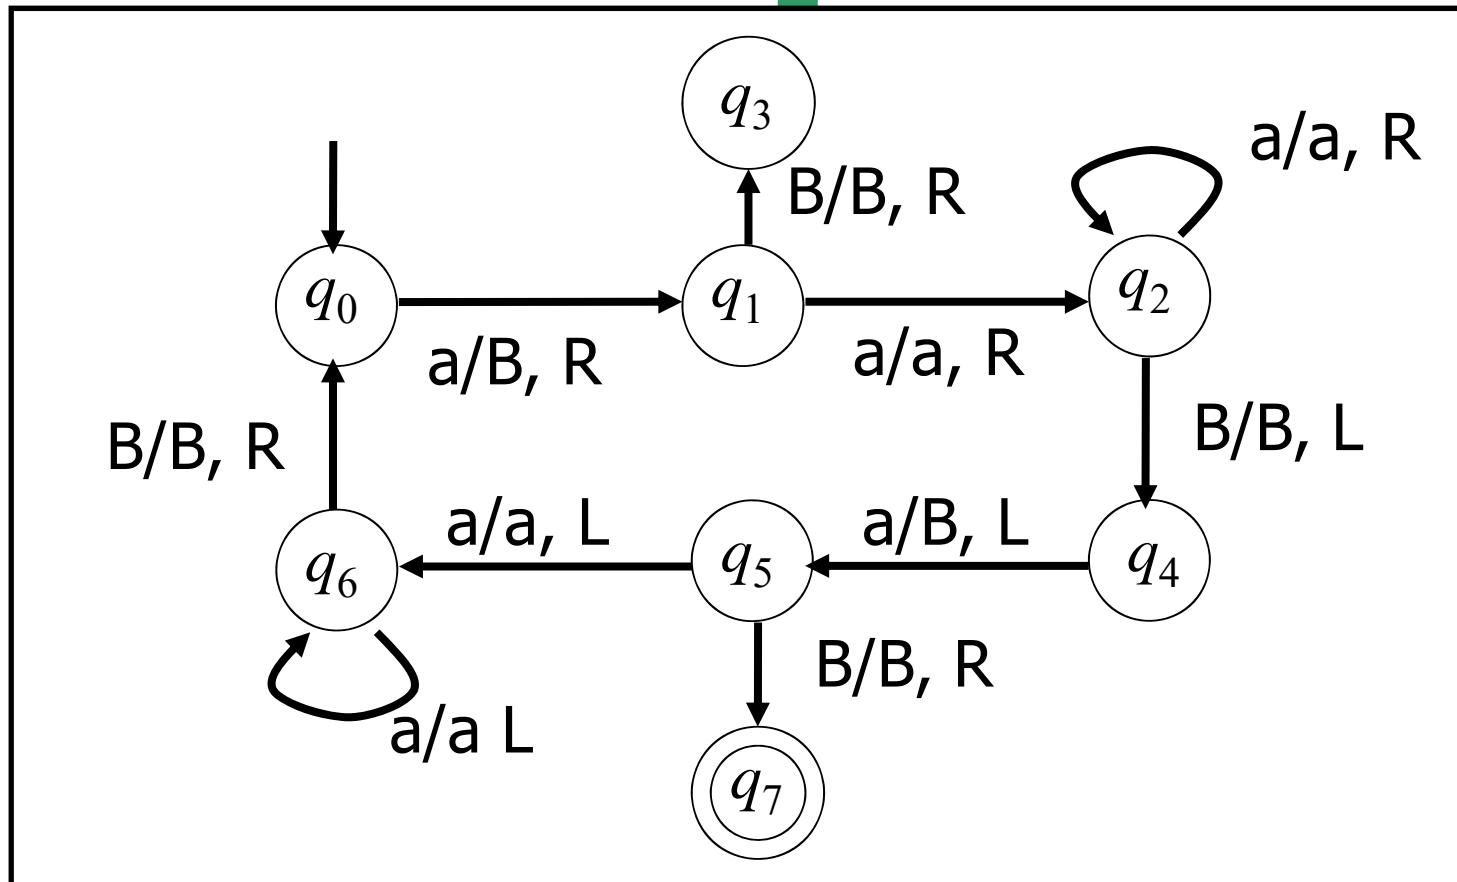 q3
a/a, R
B/B, R
q0
q1
q2
a/B, R
a/a, R
B/B, R
B/B, L
a/a, L
a/B, L
q6
q5
q4
B/B, R
a/a L
q7